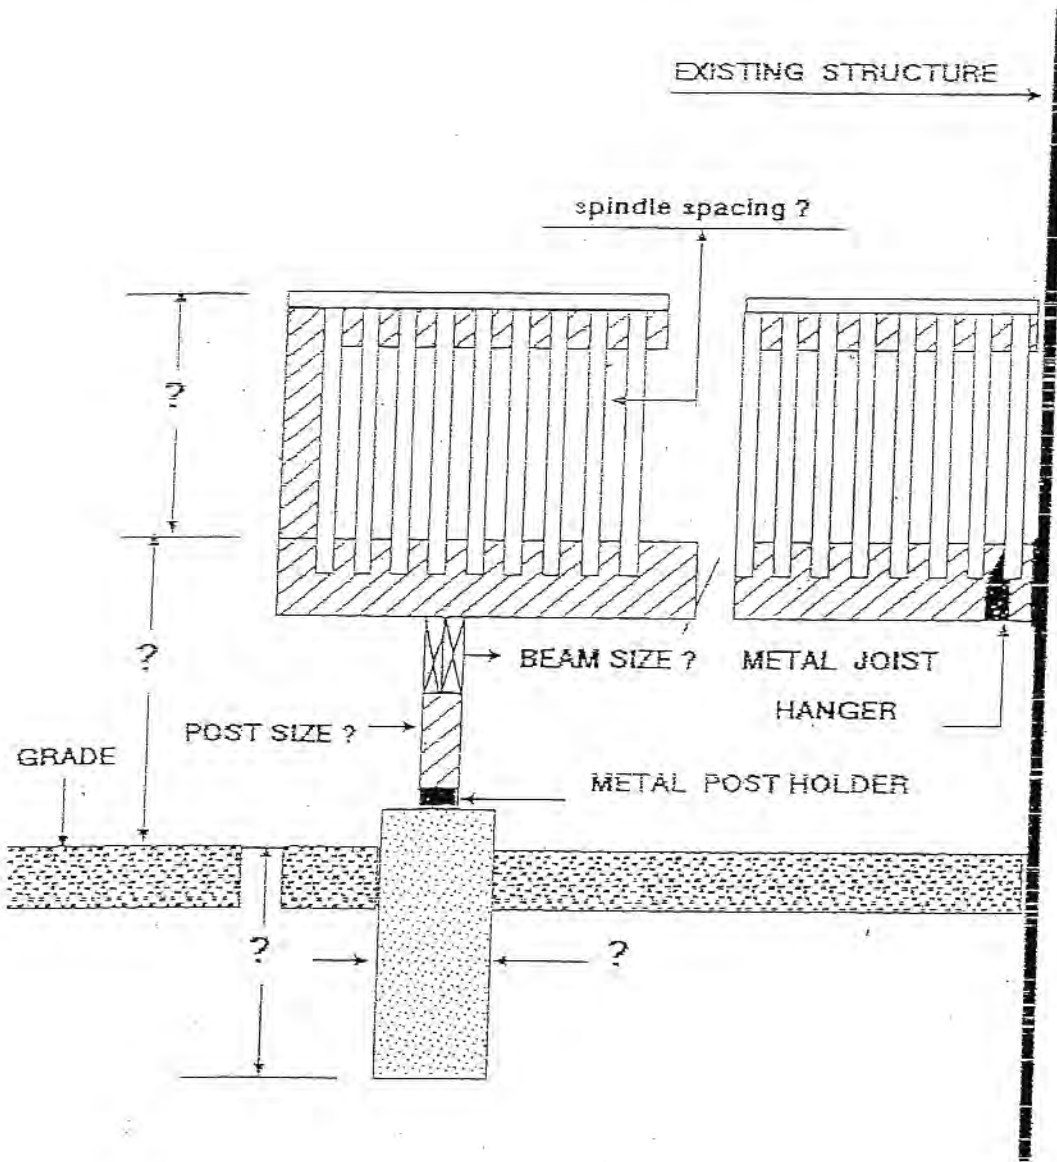 EXISTING STRUCTURE
spindle spacing ?
?
?
BEAM SIZE ?
METAL JOIST
HANGER
POST SIZE ?
GRADE
METAL POST HOLDER
?
?